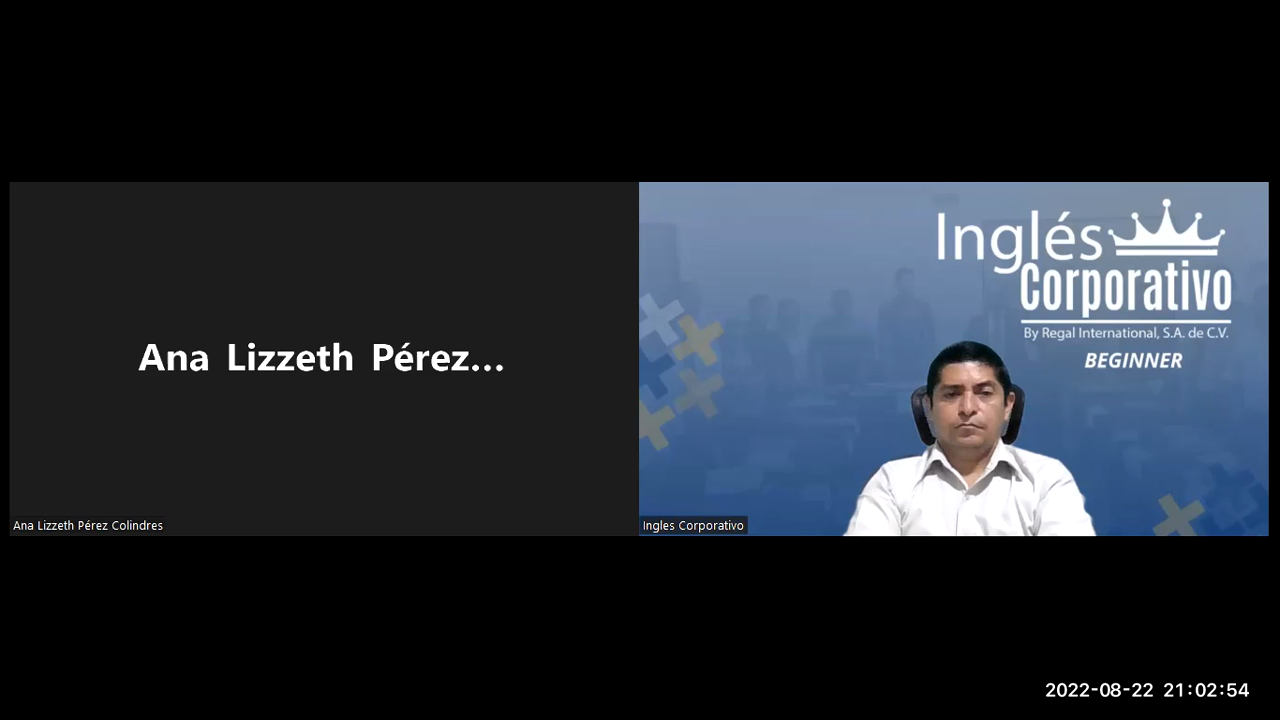 Ana Lizzeth Pérez...
Ana Lizzeth Pérez Colindres
Inglés
Corporativo
By Regal International, S.A. de C.V.
BEGINNER
Ingles Corporativo
2022-08-22 21:02:54